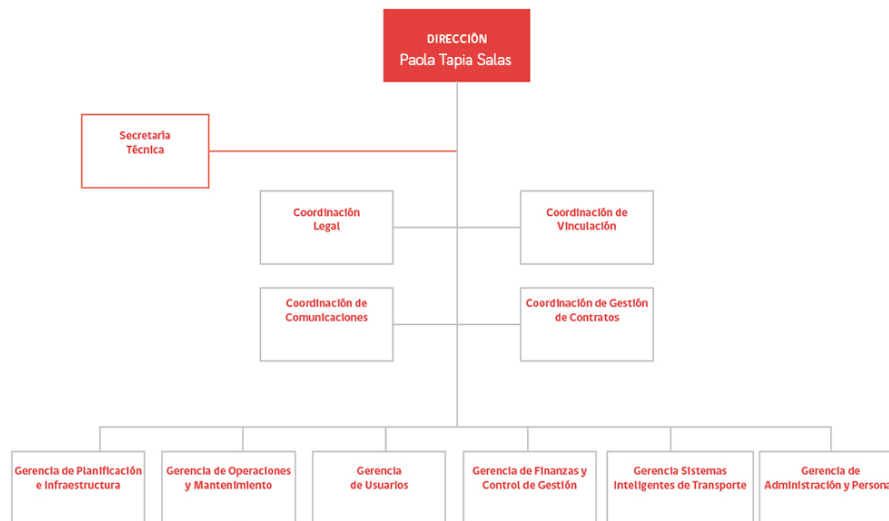 DIRECCIÓN
Paola Tapia Salas
Secretaría
Técnica
Coordinación
Legal
Coordinación de
Vinculación
Coordinación de
Comunicaciones
Coordinación de Gestión
de Contratos
Gerencia de Planificación
e Infraestructura
Gerencia de Operaciones
y Mantenimiento
Gerencia
de Usuarios
Gerencia de Finanzas y
Control de Gestión
Gerencia Sistemas
Inteligentes de Transporte
Gerencia de
Administración y Persona